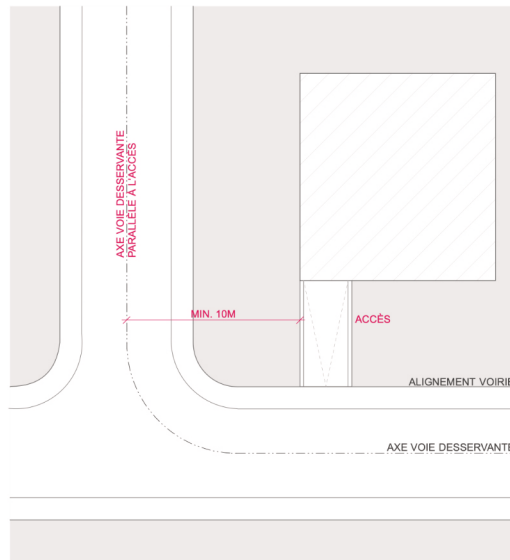 AXE VOIE DESSERVANTE
PARALLÈLE À L'ACCÈS
MIN. 10M
ACCÈS
ALIGNEMENT VOIRIE
AXE VOIE DESSERVANTE